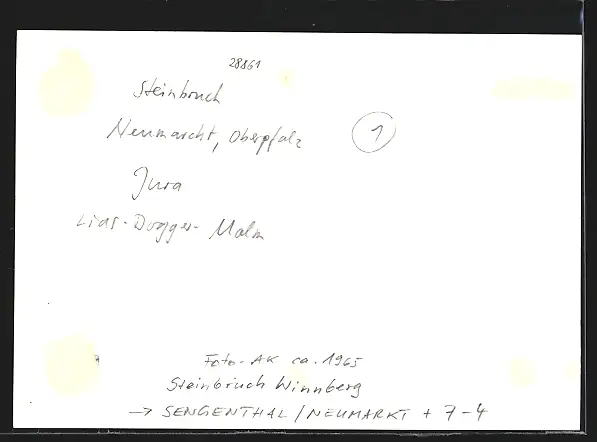 28861
Steinbruch
Neumarcht, Oberpfalz
1
Jura
Lias-Dogger-Malm
Foto-AK ca. 1965
Steinbruch Winnberg
→ SENGENTHAL/NEUMARKT + 7-4